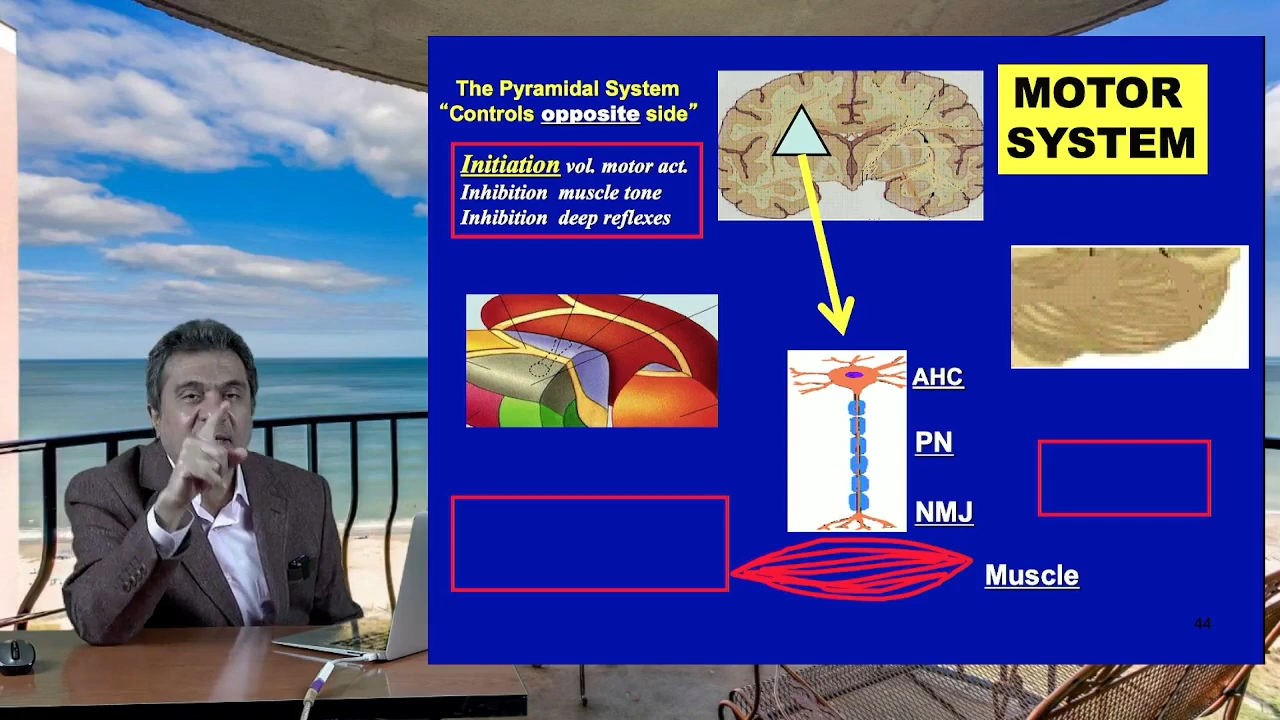 The Pyramidal System
“Controls opposite side”
Initiation vol. motor act.
Inhibition muscle tone
Inhibition deep reflexes
MOTOR
SYSTEM
AHC
PN
NMJ
Muscle
44